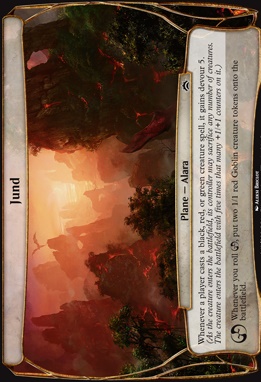 Jund
Plane — Alara
Whenever a player casts a black, red, or green creature spell, it gains devour 5.
(As the creature enters the battlefield, its controller may sacrifice any number of creatures.
The creature enters the battlefield with five times that many +1/+1 counters on it.)
Whenever you roll, put two 1/1 red Goblin creature tokens onto the
battlefield.